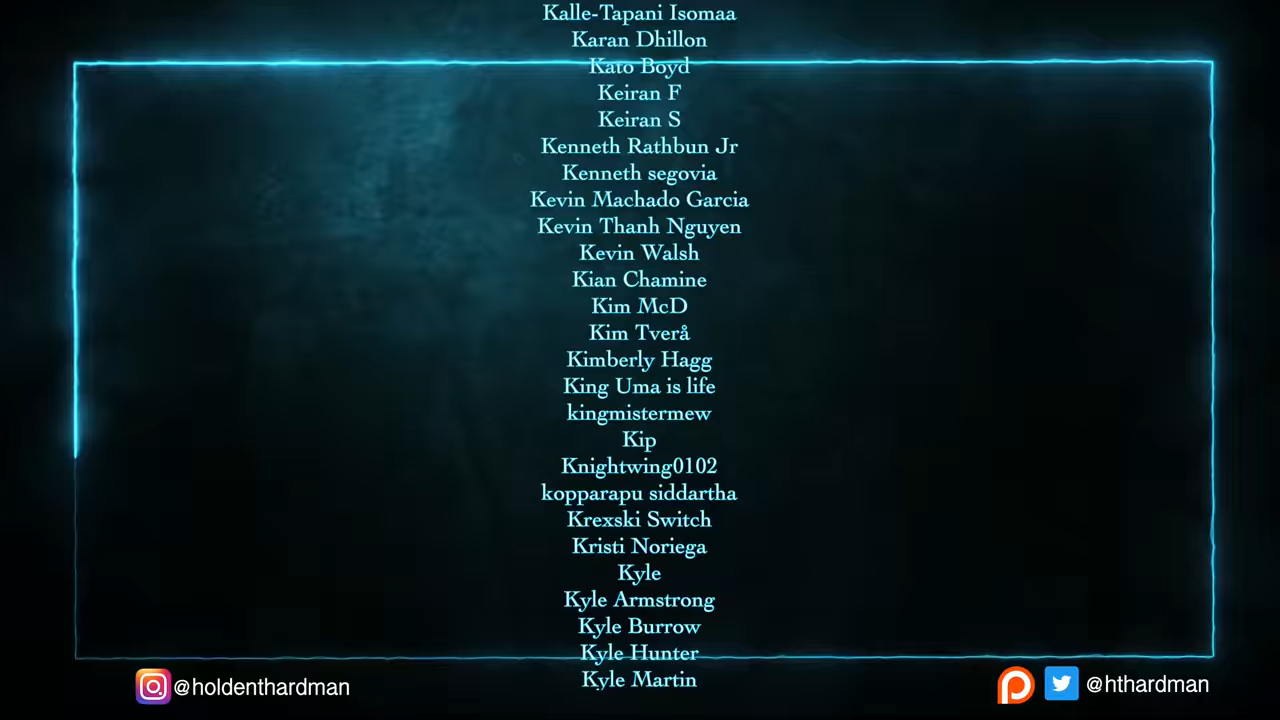 Kalle-Tapani Isomaa
Karan Dhillon
Kato Boyd
Keiran F
Keiran S
Kenneth Rathbun Jr
Kenneth segovia
Kevin Machado Garcia
Kevin Thanh Nguyen
Kevin Walsh
Kian Chamine
Kim McD
Kim Tverå
Kimberly Hagg
King Uma is life
kingmistermew
Kip
Knightwing0102
kopparapu siddartha
Krexski Switch
Kristi Noriega
Kyle
Kyle Armstrong
Kyle Burrow
Kyle Hunter
Kyle Martin
@holdenthardman
@hthardman